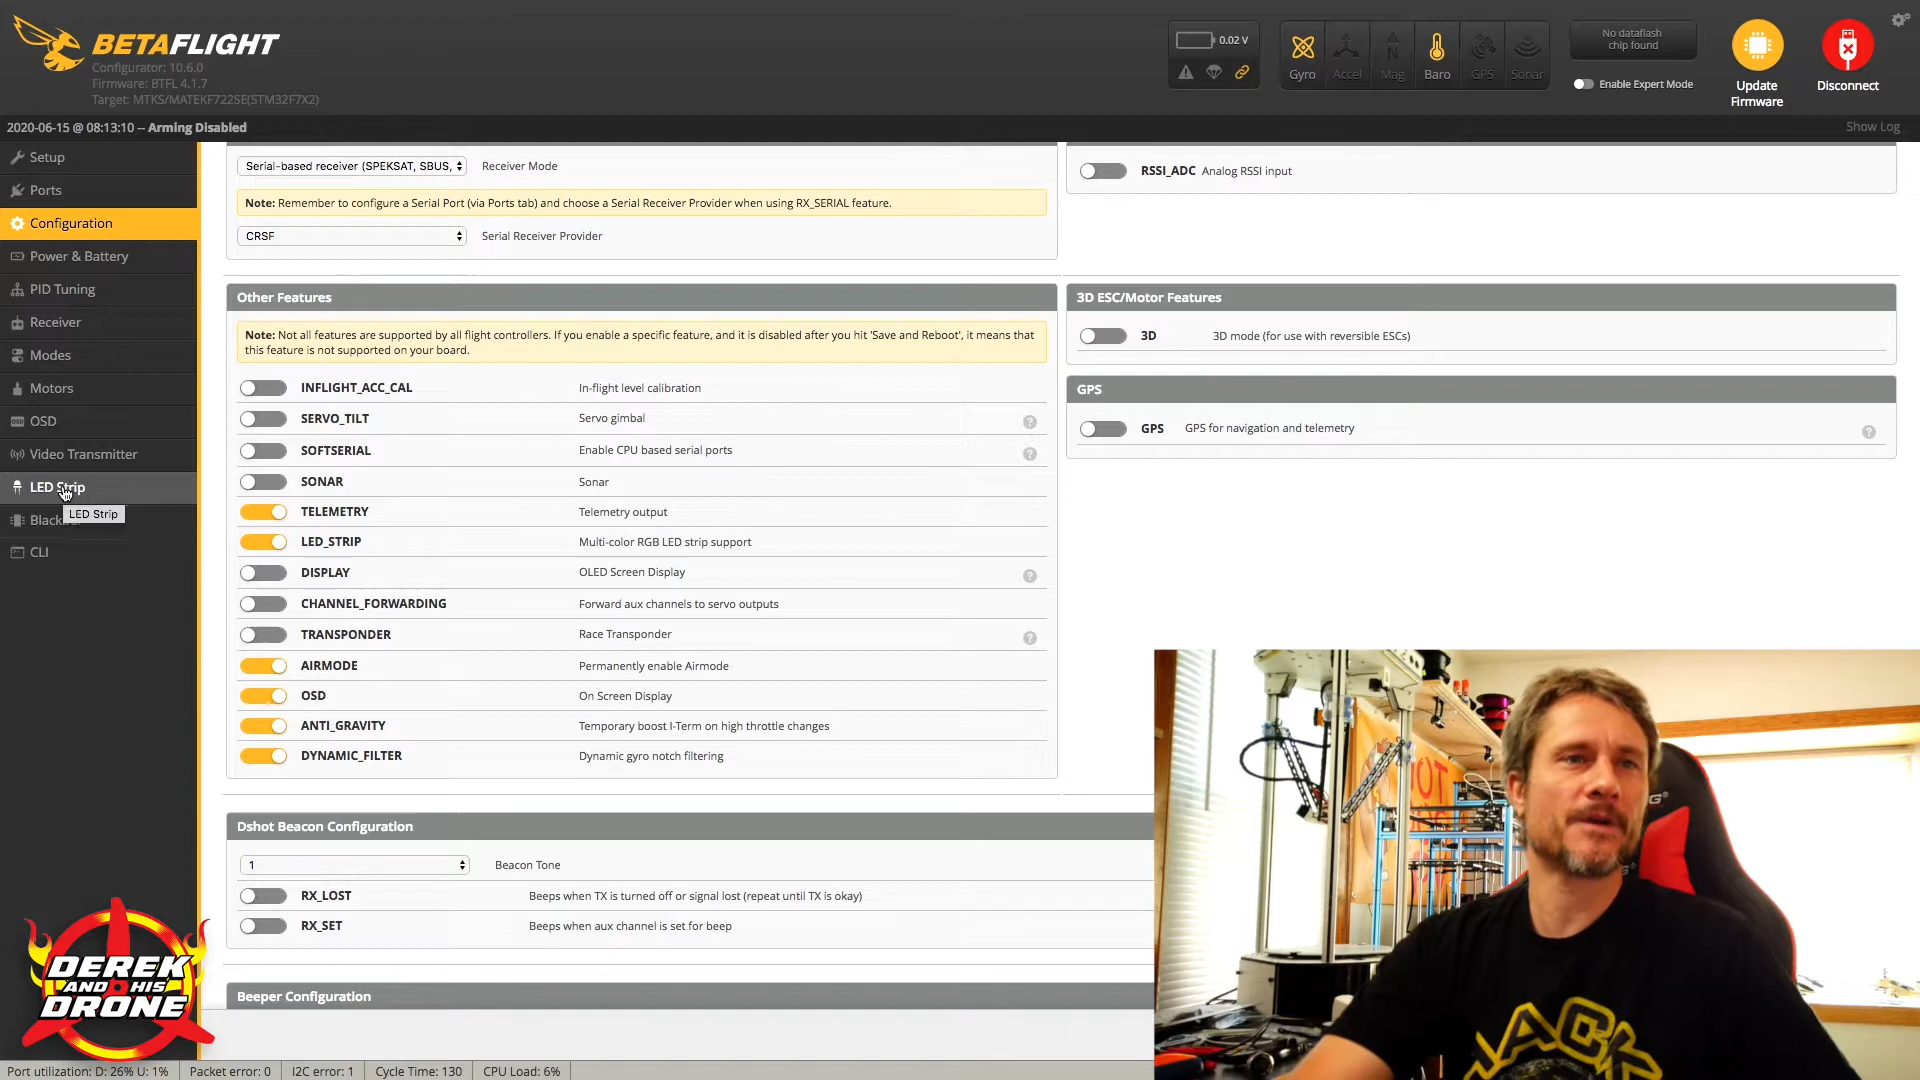 BETAFLIGHT
Configurator: 10.6.0
Firmware: BTFL 4.1.7
Target: MTKS/MATEKF722SE(STM32F7X2)
0.02 V
Gyro
Accel
Mag
Baro
GPS
Sonar
No dataflash
chip found
Enable Expert Mode
Update
Firmware
Disconnect
2020-06-15 @ 08:13:10 -- Arming Disabled
Show Log
Setup
Ports
Configuration
Power & Battery
PID Tuning
Receiver
Modes
Motors
OSD
Video Transmitter
LED Strip
LED Strip
CLI
Serial-based receiver (SPEKSAT, SBUS,
Receiver Mode
Note: Remember to configure a Serial Port (via Ports tab) and choose a Serial Receiver Provider when using RX_SERIAL feature.
CRSF
Serial Receiver Provider
RSSI_ADC Analog RSSI input
Other Features
Note: Not all features are supported by all flight controllers. If you enable a specific feature, and it is disabled after you hit 'Save and Reboot', it means that
this feature is not supported on your board.
INFLIGHT_ACC_CAL In-flight level calibration
SERVO_TILT Servo gimbal
SOFTSERIAL Enable CPU based serial ports
SONAR Sonar
TELEMETRY Telemetry output
LED_STRIP Multi-color RGB LED strip support
DISPLAY OLED Screen Display
CHANNEL_FORWARDING Forward aux channels to servo outputs
TRANSPONDER Race Transponder
AIRMODE Permanently enable Airmode
OSD On Screen Display
ANTI_GRAVITY Temporary boost I-Term on high throttle changes
DYNAMIC_FILTER Dynamic gyro notch filtering
3D ESC/Motor Features
3D 3D mode (for use with reversible ESCs)
GPS
GPS GPS for navigation and telemetry
Dshot Beacon Configuration
1 Beacon Tone
RX_LOST Beeps when TX is turned off or signal lost (repeat until TX is okay)
RX_SET Beeps when aux channel is set for beep
Beeper Configuration
DEREK
AND HIS
DRONE
Port utilization: D: 26% U: 1%
Packet error: 0
I2C error: 1
Cycle Time: 130
CPU Load: 6%